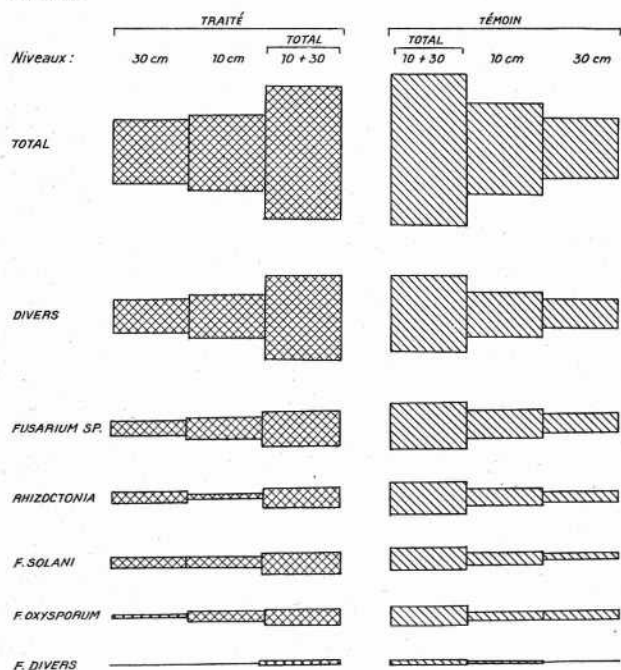 TRAITÉ TÉMOIN
TOTAL TOTAL
Niveaux : 30 cm 10 cm 10 + 30 10 + 30 10 cm 30 cm
TOTAL
DIVERS
FUSARIUM SP.
RHIZOCTONIA
F. SOLANI
F. OXYSPORUM
F. DIVERS